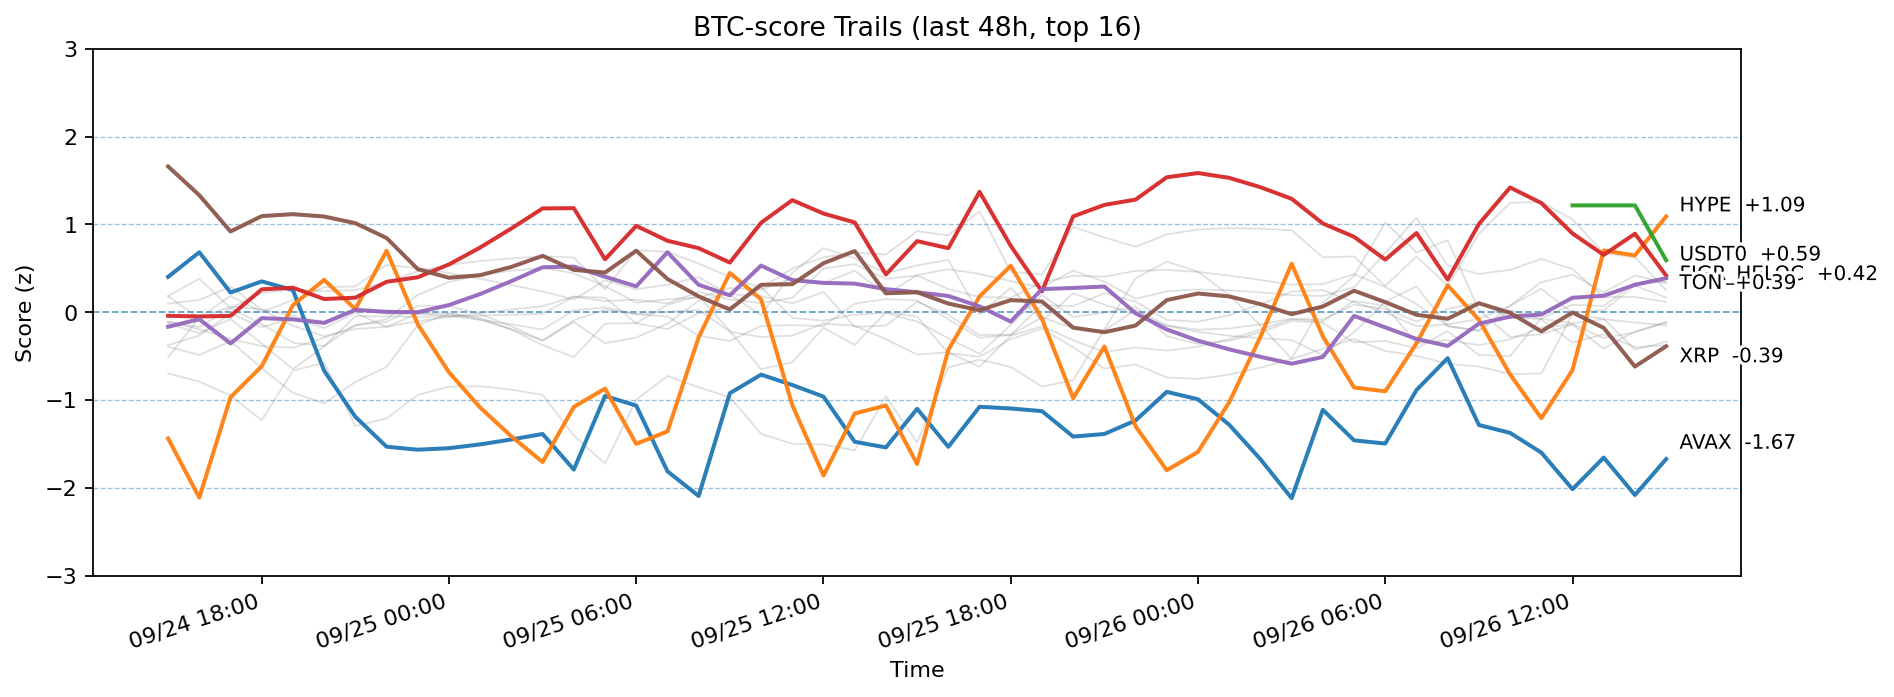 BTC-score Trails (last 48h, top 16)
3
2
1
0
−1
−2
−3
Score (z)
HYPE +1.09
USDT0 +0.59
+0.42
TON +0.39
XRP -0.39
AVAX -1.67
09/24 18:00
09/25 00:00
09/25 06:00
09/25 12:00
09/25 18:00
09/26 00:00
09/26 06:00
09/26 12:00
Time